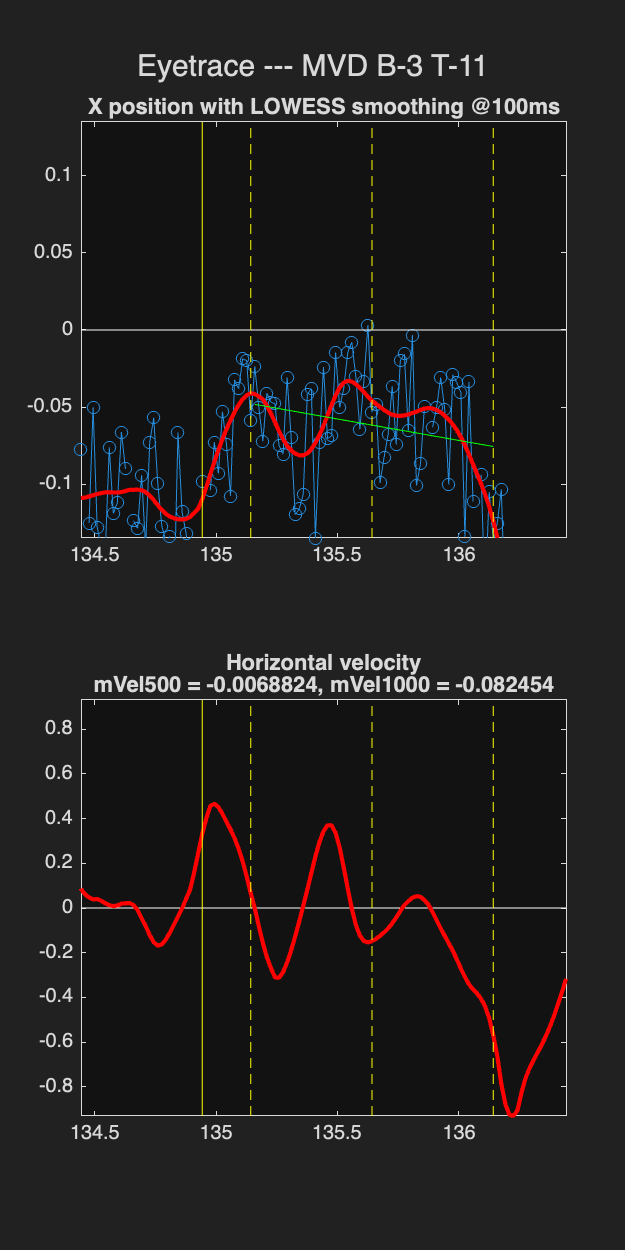 Eyetrace --- MVD B-3 T-11
X position with LOWESS smoothing @100ms
0.1
0.05
0
-0.05
-0.1
134.5 135 135.5 136
Horizontal velocity
mVel500 = -0.0068824, mVel1000 = -0.082454
0.8
0.6
0.4
0.2
0
-0.2
-0.4
-0.6
-0.8
134.5 135 135.5 136